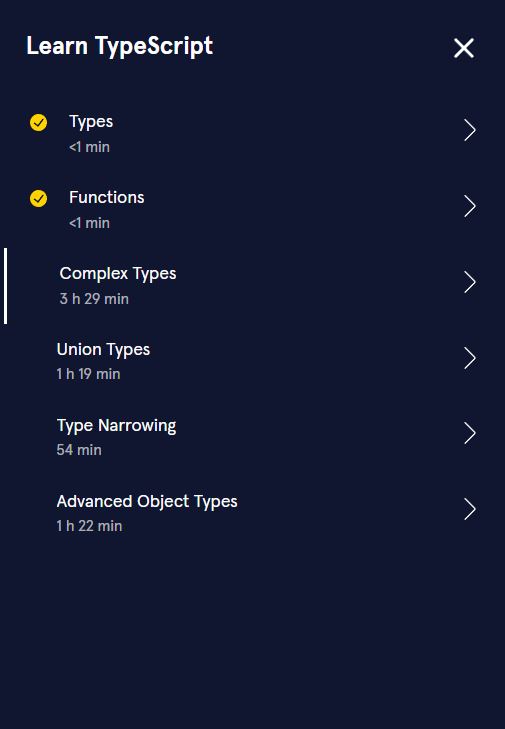 Learn TypeScript
Types
<1 min
Functions
<1 min
Complex Types
3 h 29 min
Union Types
1 h 19 min
Type Narrowing
54 min
Advanced Object Types
1 h 22 min